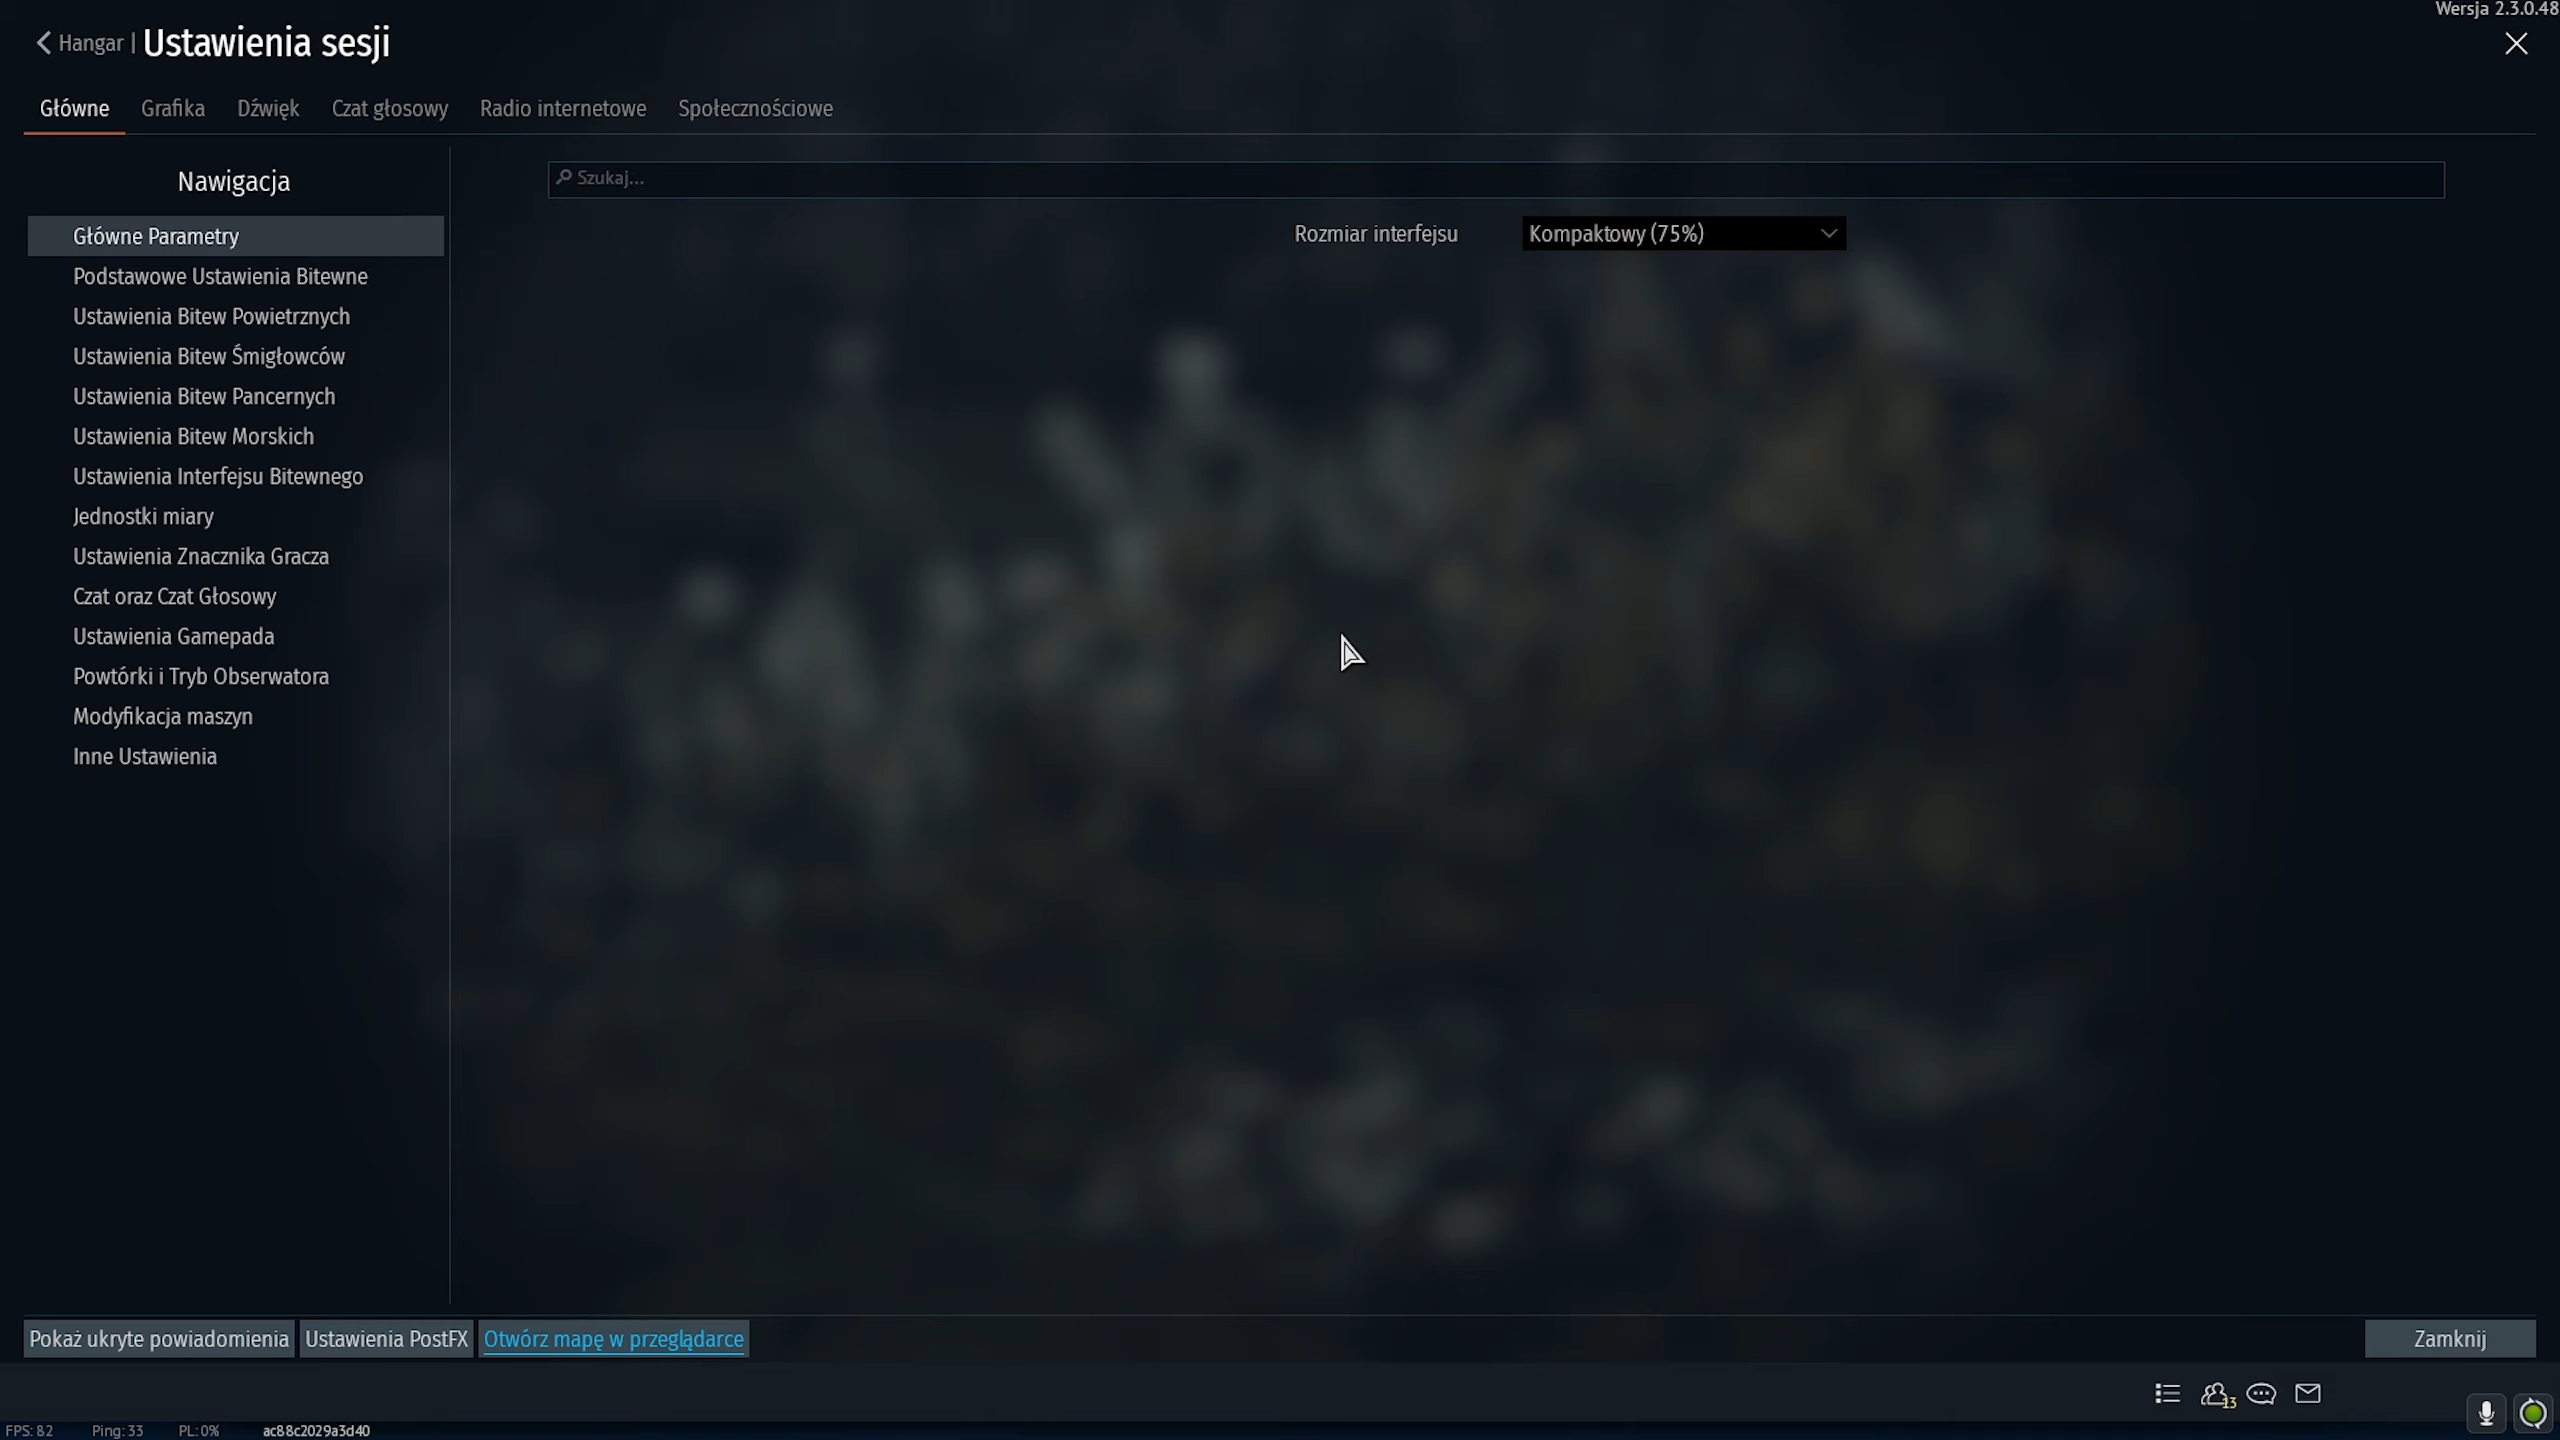 Wersja 2.3.0.48
Hangar | Ustawienia sesji
Główne Grafika Dźwięk Czat głosowy Radio internetowe Społecznościowe
Nawigacja
Szukaj...
Główne Parametry
Rozmiar interfejsu Kompaktowy (75%)
Podstawowe Ustawienia Bitewne
Ustawienia Bitew Powietrznych
Ustawienia Bitew Śmigłowców
Ustawienia Bitew Pancernych
Ustawienia Bitew Morskich
Ustawienia Interfejsu Bitewnego
Jednostki miary
Ustawienia Znacznika Gracza
Czat oraz Czat Głosowy
Ustawienia Gamepada
Powtórki i Tryb Obserwatora
Modyfikacja maszyn
Inne Ustawienia
Pokaż ukryte powiadomienia Ustawienia PostFX Otwórz mapę w przeglądarce Zamknij
13
FPS: 82 Ping: 33 PL: 0% ac88c2029a3d40